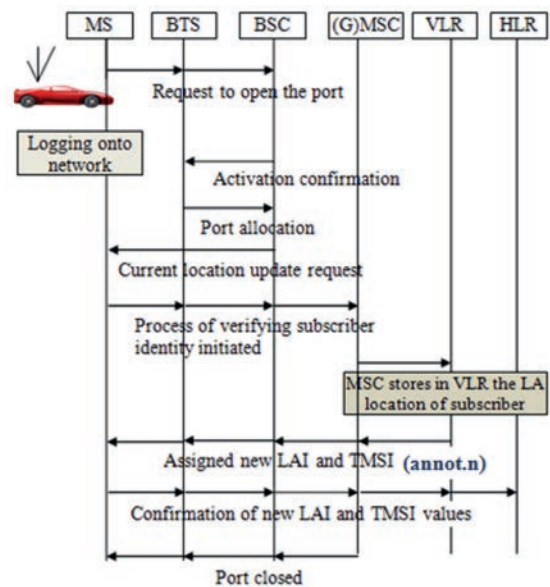 MS BTS BSC (G)MSC VLR HLR
Request to open the port
Logging onto
network
Activation confirmation
Port allocation
Current location update request
Process of verifying subscriber
identity initiated
MSC stores in VLR the LA
location of subscriber
Assigned new LAI and TMSI (annot.n)
Confirmation of new LAI and TMSI values
Port closed